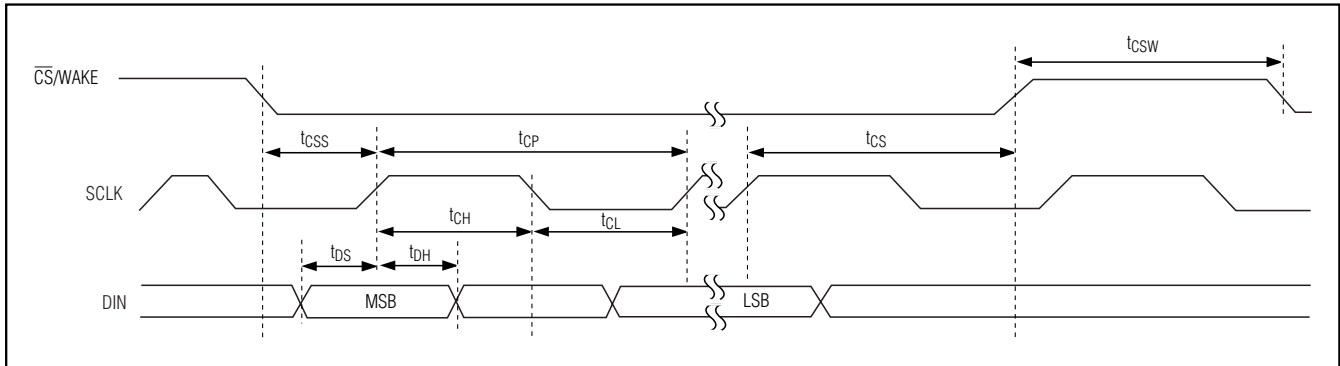 tCSW
CS/WAKE
tCSS
tCP
tCS
SCLK
tCH
tCL
tDS
tDH
DIN
MSB
LSB